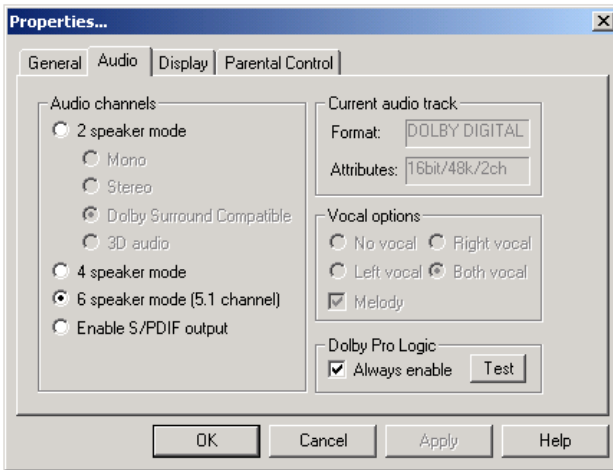 Properties...
General Audio Display Parental Control
Audio channels
2 speaker mode
Mono
Stereo
Dolby Surround Compatible
3D audio
4 speaker mode
6 speaker mode (5.1 channel)
Enable S/PDIF output
Current audio track
Format: DOLBY DIGITAL
Attributes: 16bit/48k/2ch
Vocal options
No vocal Right vocal
Left vocal Both vocal
Melody
Dolby Pro Logic
Always enable Test
OK Cancel Apply Help